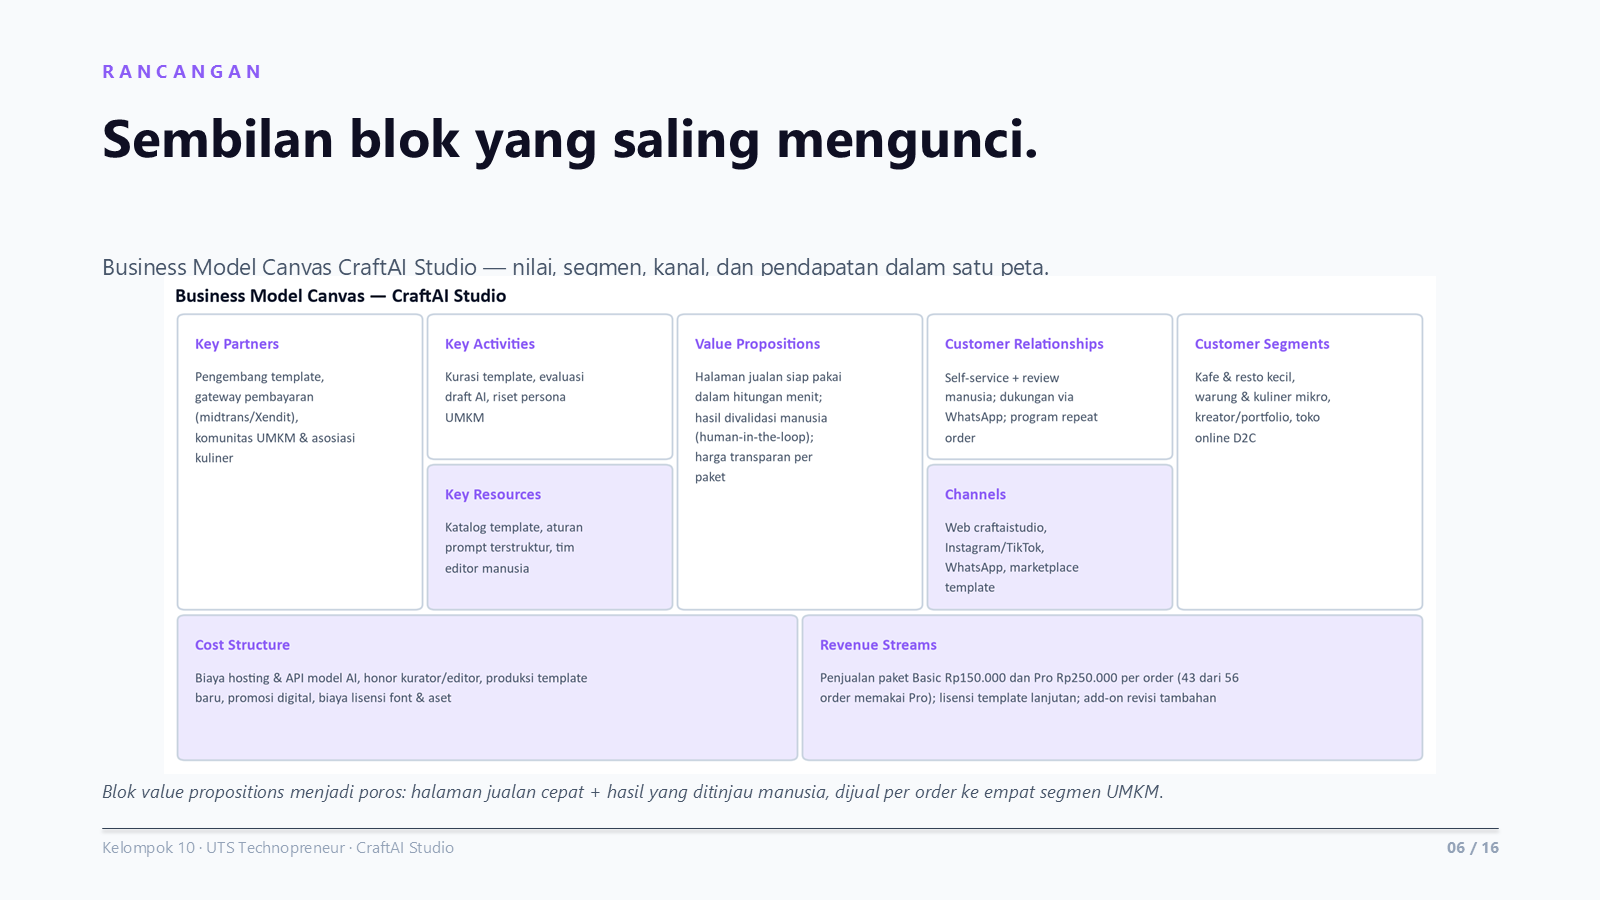 RANCANGAN
Sembilan blok yang saling mengunci.
Business Model Canvas CraftAI Studio — nilai, segmen, kanal, dan pendapatan dalam satu peta.
Business Model Canvas — CraftAI Studio
Key Partners
Pengembang template,
gateway pembayaran
(midtrans/Xendit),
komunitas UMKM & asosiasi
kuliner
Key Activities
Kurasi template, evaluasi
draft AI, riset persona
UMKM
Key Resources
Katalog template, aturan
prompt terstruktur, tim
editor manusia
Value Propositions
Halaman jualan siap pakai
dalam hitungan menit;
hasil divalidasi manusia
(human-in-the-loop);
harga transparan per
paket
Customer Relationships
Self-service + review
manusia; dukungan via
WhatsApp; program repeat
order
Channels
Web craftaistudio,
Instagram/TikTok,
WhatsApp, marketplace
template
Customer Segments
Kafe & resto kecil,
warung & kuliner mikro,
kreator/portfolio, toko
online D2C
Cost Structure
Biaya hosting & API model AI, honor kurator/editor, produksi template
baru, promosi digital, biaya lisensi font & aset
Revenue Streams
Penjualan paket Basic Rp150.000 dan Pro Rp250.000 per order (43 dari 56
order memakai Pro); lisensi template lanjutan; add-on revisi tambahan
Blok value propositions menjadi poros: halaman jualan cepat + hasil yang ditinjau manusia, dijual per order ke empat segmen UMKM.
Kelompok 10 · UTS Technopreneur · CraftAI Studio
06 / 16